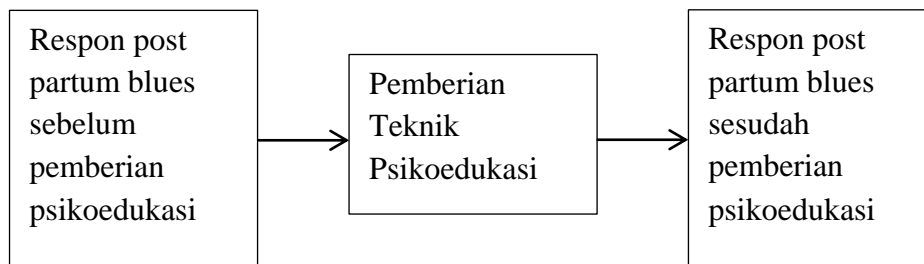 Respon post
partum blues
sebelum
pemberian
psikoedukasi
Pemberian
Teknik
Psikoedukasi
Respon post
partum blues
sesudah
pemberian
psikoedukasi